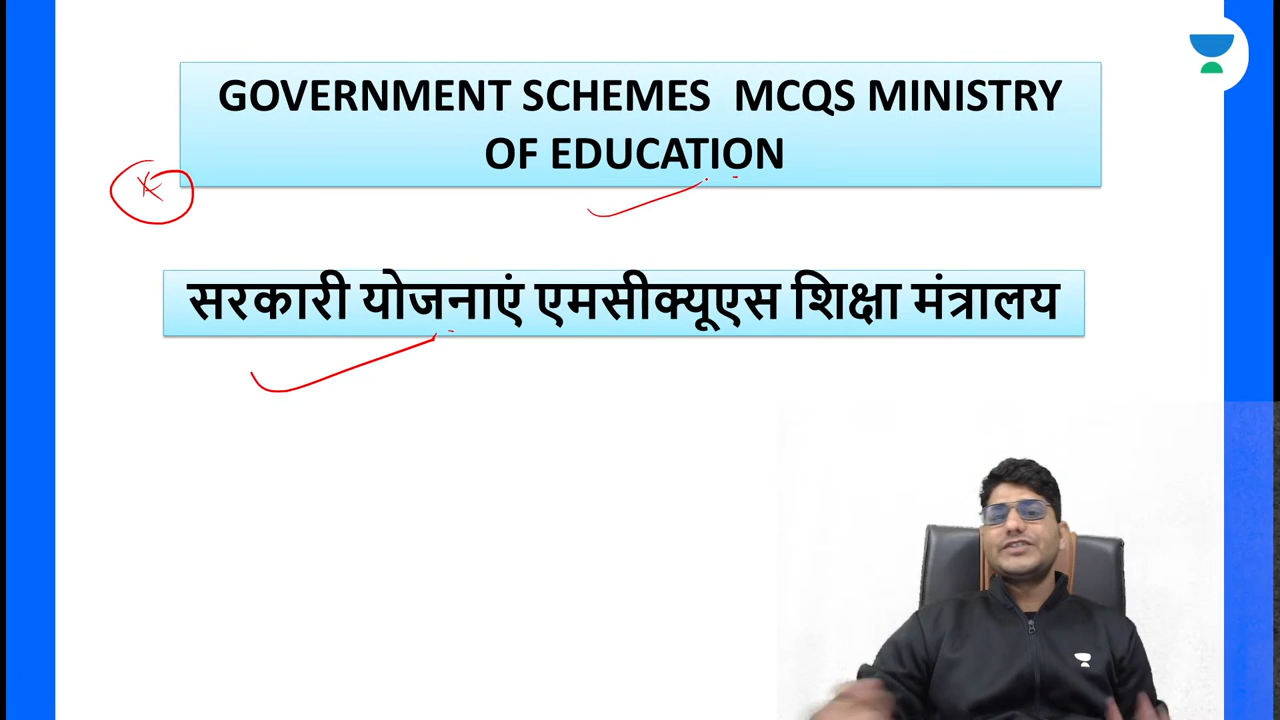 GOVERNMENT SCHEMES MCQS MINISTRY
OF EDUCATION
सरकारी योजनाएं एमसीक्यूएस शिक्षा मंत्रालय